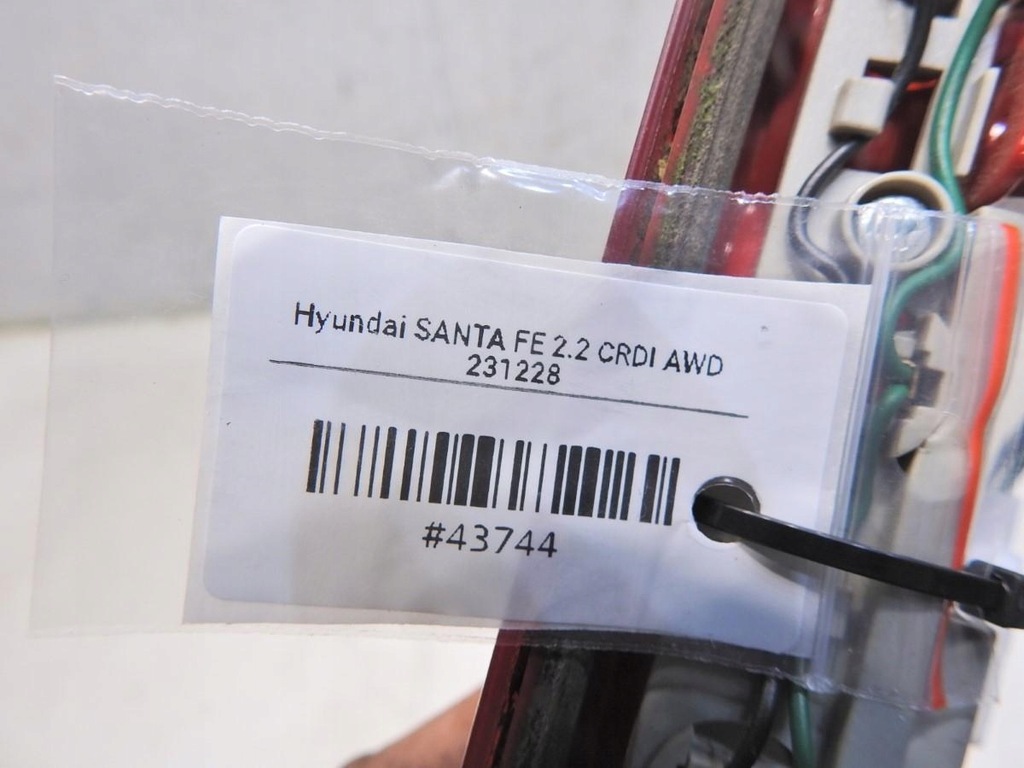 Hyundai SANTA FE 2.2 CRDI AWD
231228
#43744